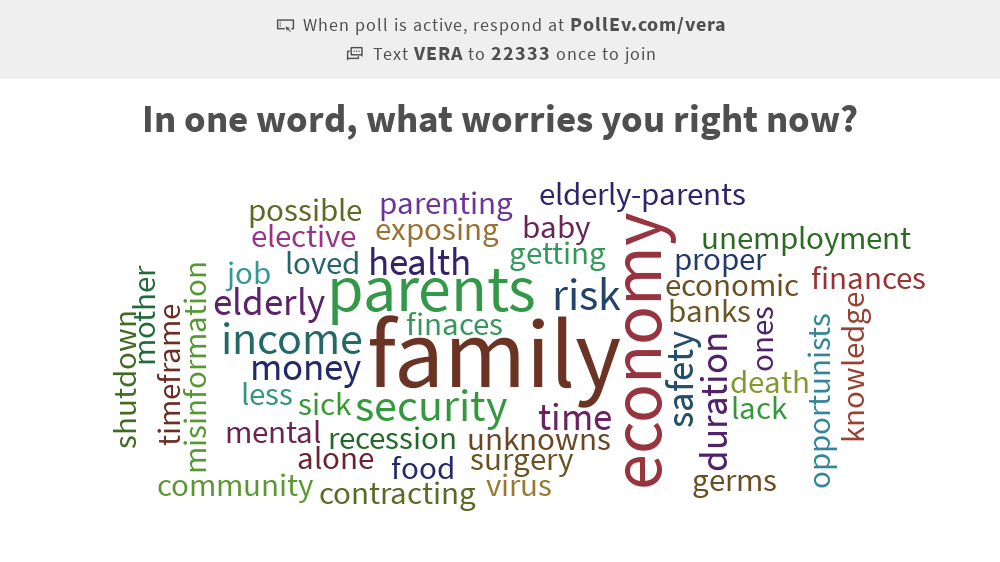 When poll is active, respond at PollEv.com/vera
Text VERA to 22333 once to join
In one word, what worries you right now?
elderly-parents
possible
parenting
elective
exposing
baby
unemployment
getting
job
loved
health
proper
economic
finances
elderly
parents
risk
banks
income
finaces
family
economy
money
less
sick
security
time
safety
duration
ones
death
lack
opportunists
knowledge
shutdown
mother
timeframe
misinformation
mental
recession
unknowns
alone
food
surgery
community
contracting
virus
germs